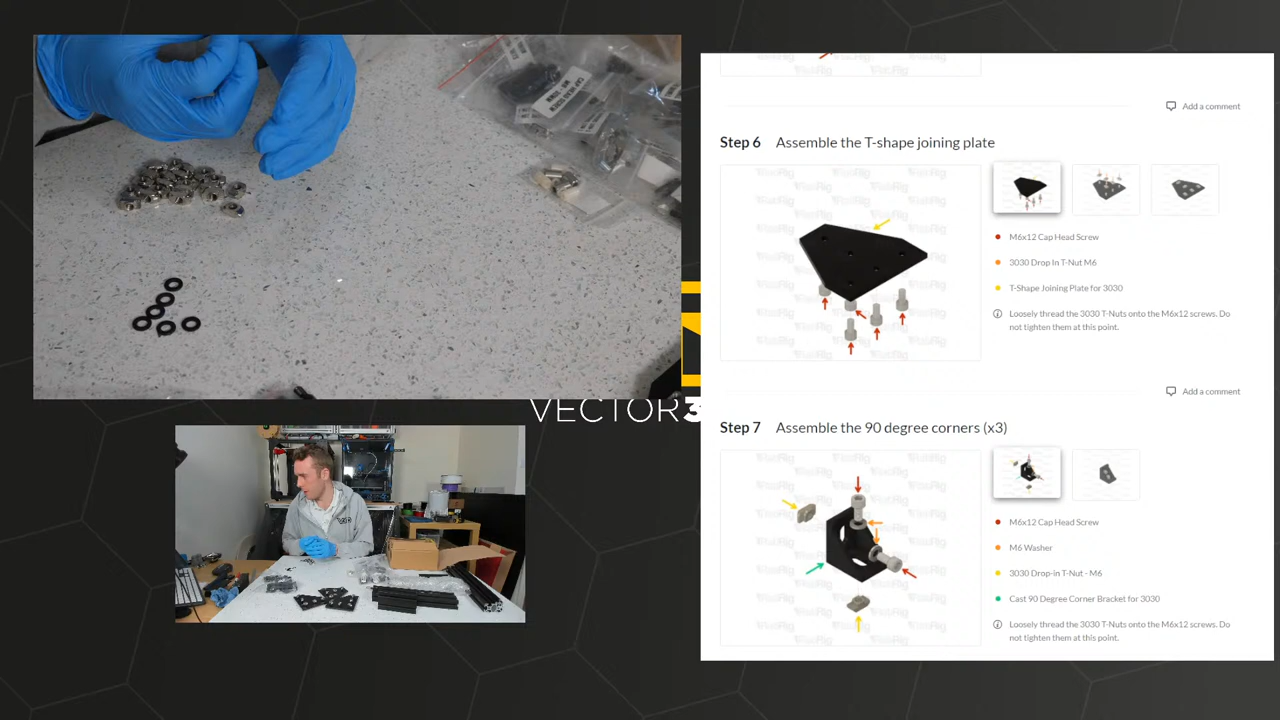 CAP HEAD SCREW
VECTOR3
Add a comment
Step 6 Assemble the T-shape joining plate
M6x12 Cap Head Screw
3030 Drop In T-Nut M6
T-Shape Joining Plate for 3030
Loosely thread the 3030 T-Nuts onto the M6x12 screws. Do
not tighten them at this point.
Add a comment
Step 7 Assemble the 90 degree corners (x3)
M6x12 Cap Head Screw
M6 Washer
3030 Drop-in T-Nut - M6
Cast 90 Degree Corner Bracket for 3030
Loosely thread the 3030 T-Nuts onto the M6x12 screws. Do
not tighten them at this point.